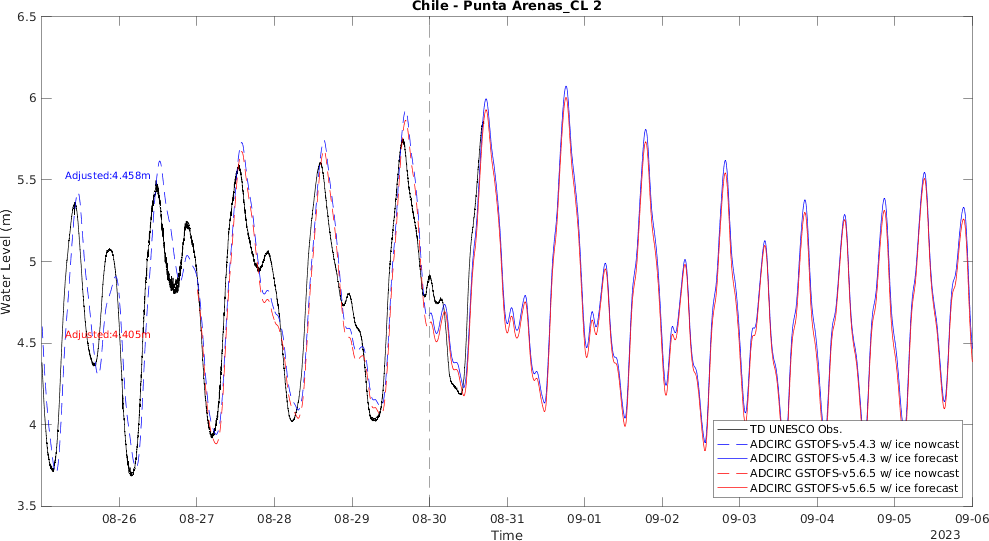 Chile - Punta Arenas_CL 2
6.5
6
5.5
5
4.5
4
3.5
Water Level (m)
Adjusted:4.458m
Adjusted:4.405m
TD UNESCO Obs.
ADCIRC GSTOFS-v5.4.3 w/ ice nowcast
ADCIRC GSTOFS-v5.4.3 w/ ice forecast
ADCIRC GSTOFS-v5.6.5 w/ ice nowcast
ADCIRC GSTOFS-v5.6.5 w/ ice forecast
08-26 08-27 08-28 08-29 08-30 08-31 09-01 09-02 09-03 09-04 09-05 09-06
Time
2023